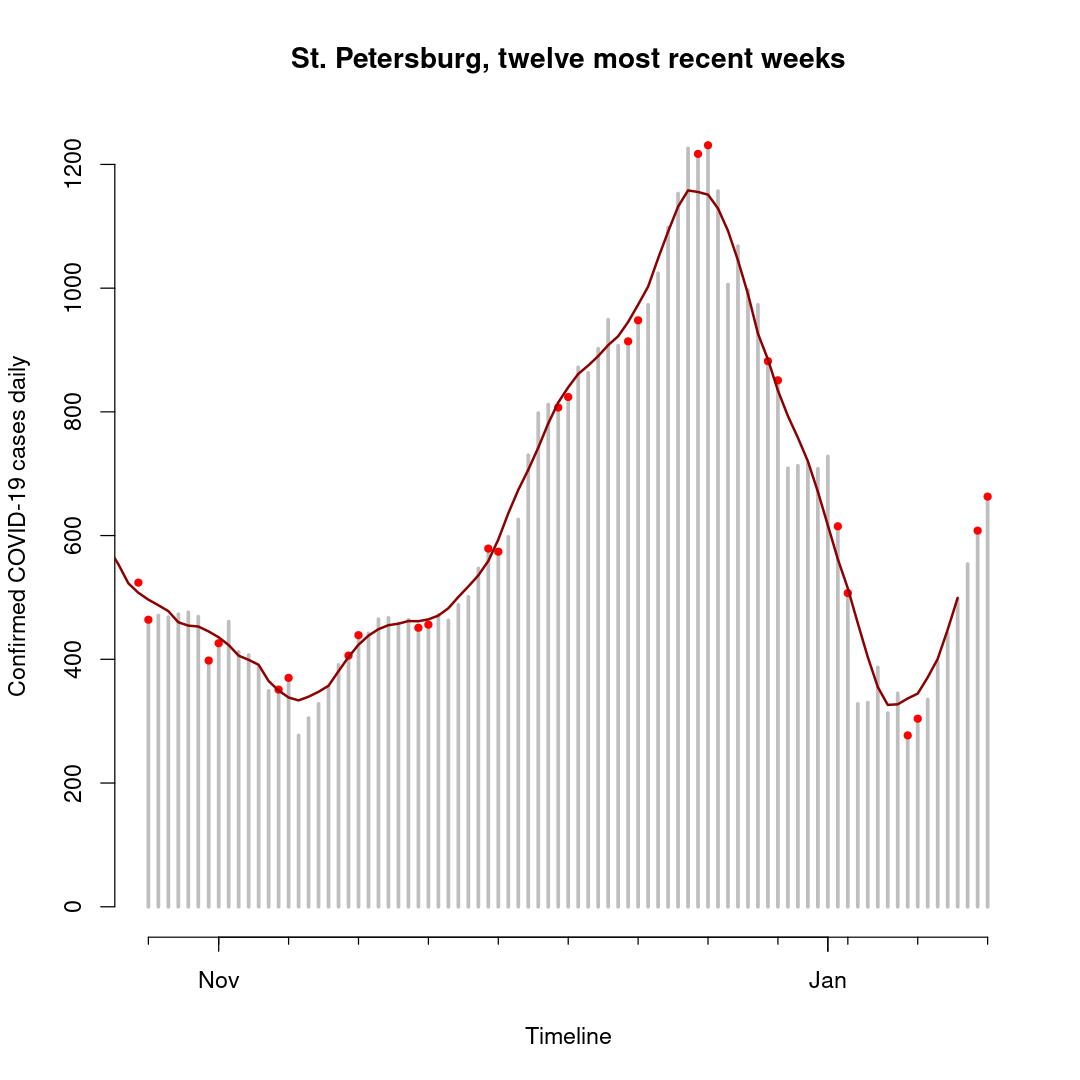 St. Petersburg, twelve most recent weeks
Confirmed COVID-19 cases daily
1200
1000
800
600
400
200
0
Nov
Jan
Timeline